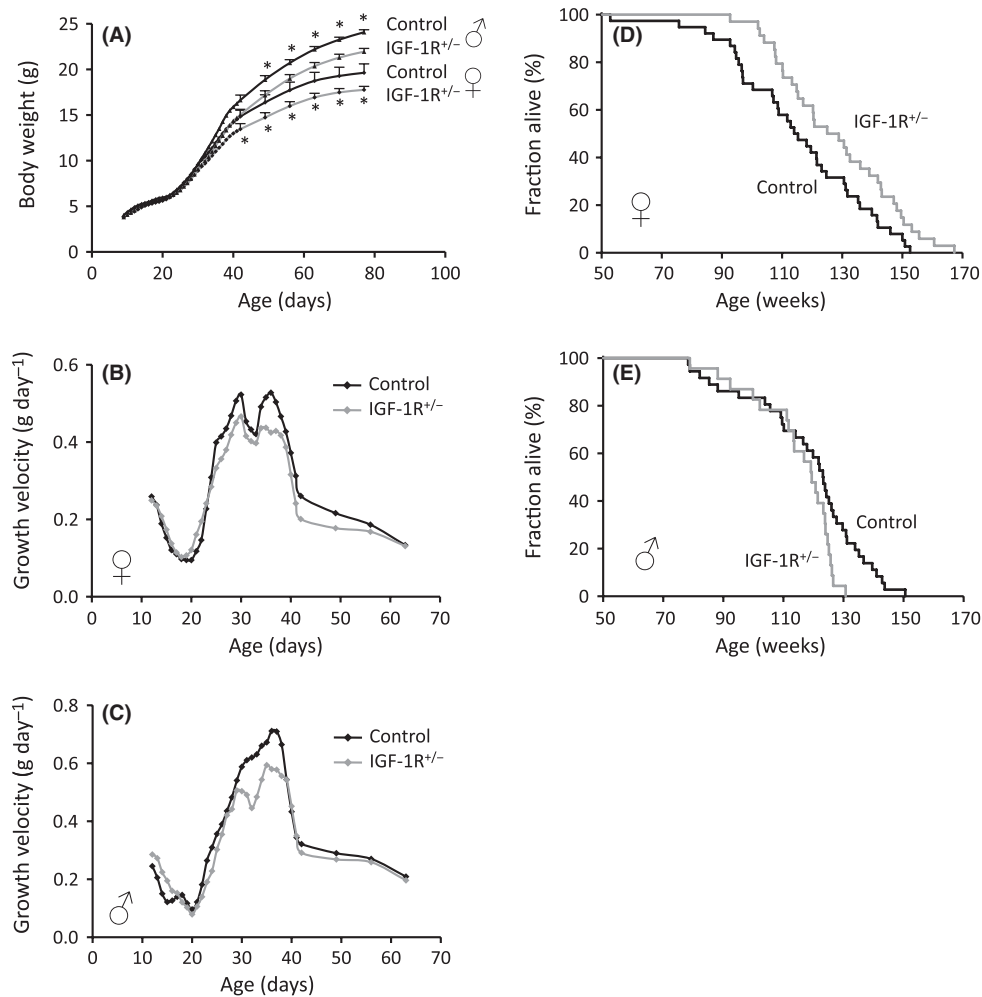 (A)
Body weight (g)
25
20
15
10
5
0
0 20 40 60 80 100
Age (days)
* * * * *
* * * * * *
Control
IGF-1R+/– ♂
Control
IGF-1R+/– ♀
(B)
Growth velocity (g day–1)
0.6
0.4
0.2
0.0
0 10 20 30 40 50 60 70
Age (days)
Control
IGF-1R+/–
♀
(C)
Growth velocity (g day–1)
0.8
0.6
0.4
0.2
0.0
0 10 20 30 40 50 60 70
Age (days)
Control
IGF-1R+/–
♂
(D)
Fraction alive (%)
100
80
60
40
20
0
50 70 90 110 130 150 170
Age (weeks)
IGF-1R+/–
Control
♀
(E)
Fraction alive (%)
100
80
60
40
20
0
50 70 90 110 130 150 170
Age (weeks)
Control
IGF-1R+/–
♂